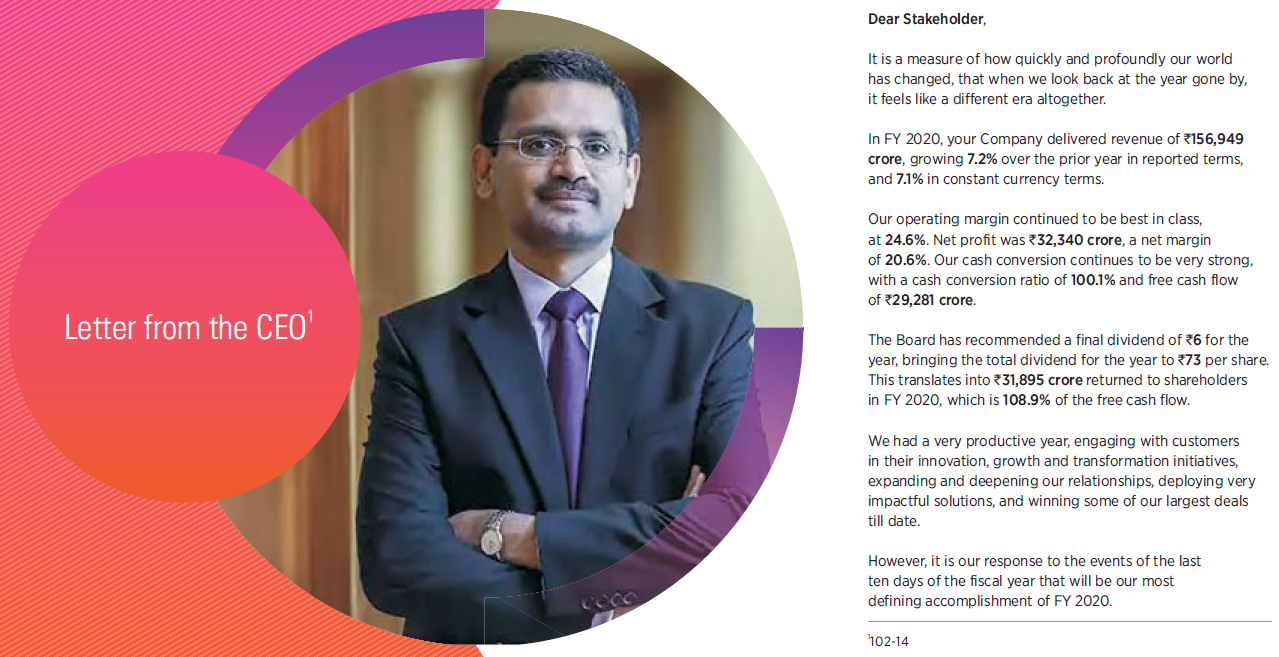 Letter from the CEO¹
Dear Stakeholder,
It is a measure of how quickly and profoundly our world
has changed, that when we look back at the year gone by,
it feels like a different era altogether.
In FY 2020, your Company delivered revenue of ₹156,949
crore, growing 7.2% over the prior year in reported terms,
and 7.1% in constant currency terms.
Our operating margin continued to be best in class,
at 24.6%. Net profit was ₹32,340 crore, a net margin
of 20.6%. Our cash conversion continues to be very strong,
with a cash conversion ratio of 100.1% and free cash flow
of ₹29,281 crore.
The Board has recommended a final dividend of ₹6 for the
year, bringing the total dividend for the year to ₹73 per share.
This translates into ₹31,895 crore returned to shareholders
in FY 2020, which is 108.9% of the free cash flow.
We had a very productive year, engaging with customers
in their innovation, growth and transformation initiatives,
expanding and deepening our relationships, deploying very
impactful solutions, and winning some of our largest deals
till date.
However, it is our response to the events of the last
ten days of the fiscal year that will be our most
defining accomplishment of FY 2020.
¹102-14